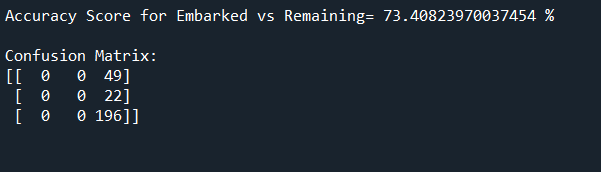 Accuracy Score for Embarked vs Remaining= 73.40823970037454 %
Confusion Matrix:
[[  0   0  49]
 [  0   0  22]
 [  0   0 196]]